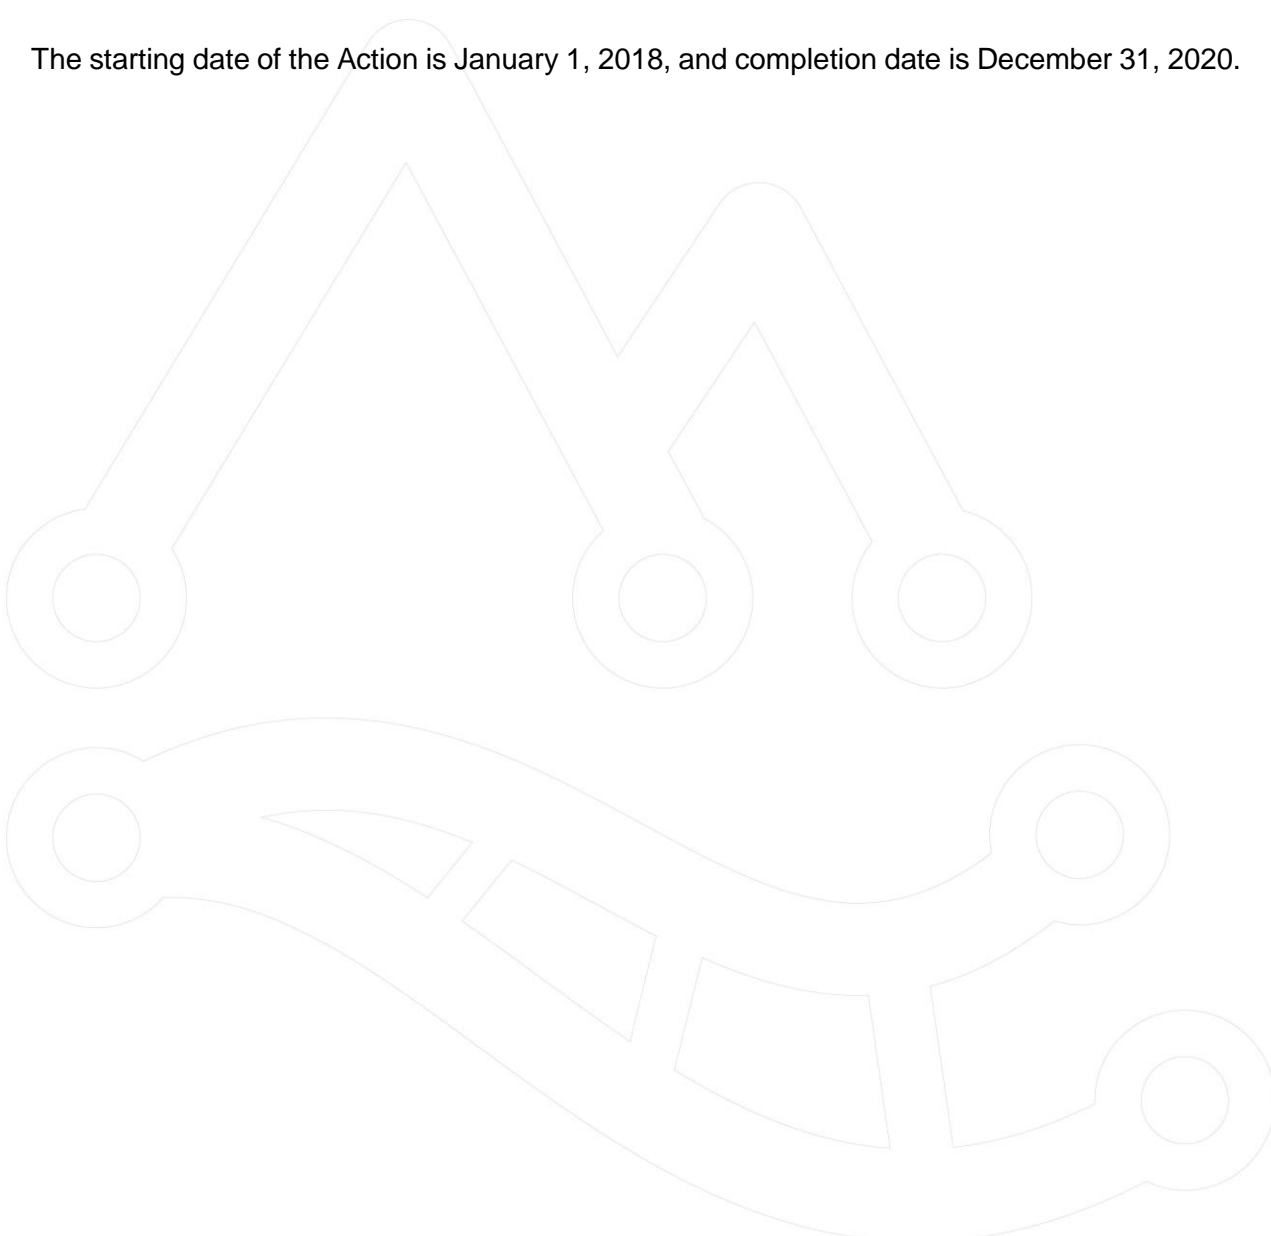 The starting date of the Action is January 1, 2018, and completion date is December 31, 2020.